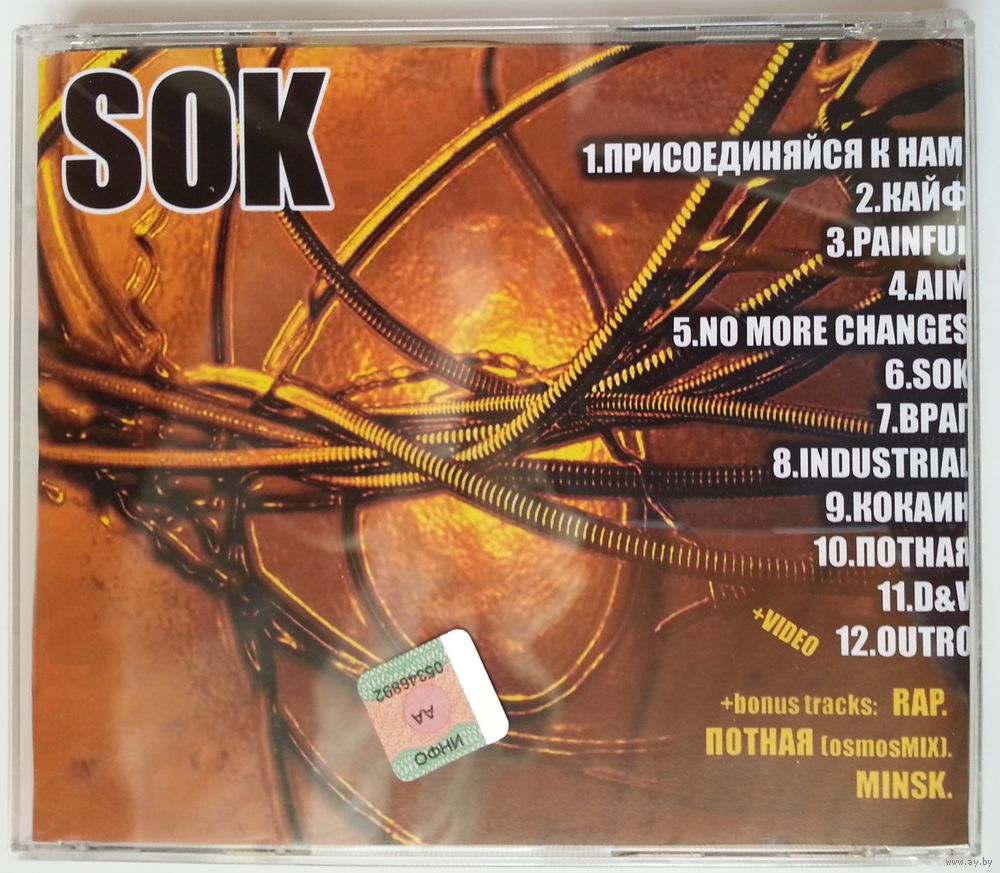 SOK
1.ПРИСОЕДИНЯЙСЯ К НАМ
2.КАЙФ
3.PAINFUL
4.AIM
5.NO MORE CHANGES
6.SOK
7.ВРАГ
8.INDUSTRIAL
9.КОКАИН
10.ПОТНАЯ
11.D&V
+VIDEO
12.OUTRO
+bonus tracks: RAP.
ПОТНАЯ (osmosMIX).
MINSK.
05346892
АА
ИНФО
www.ay.by